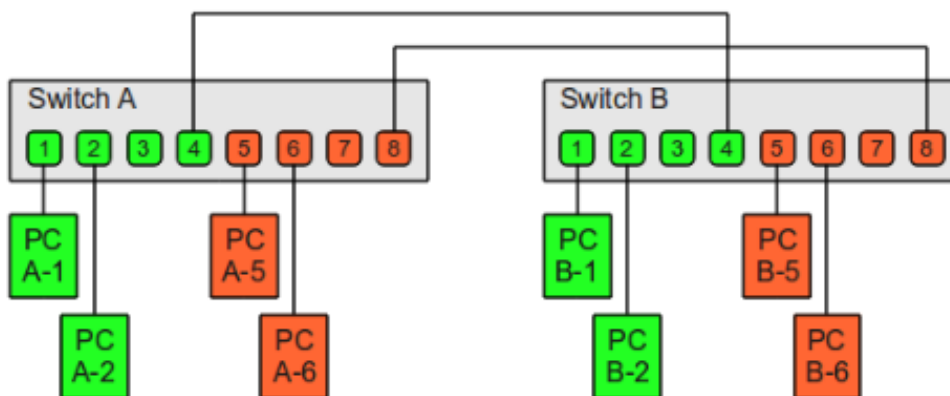 Switch A
1 2 3 4 5 6 7 8
Switch B
1 2 3 4 5 6 7 8
PC
A-1
PC
A-5
PC
B-1
PC
B-5
PC
A-2
PC
A-6
PC
B-2
PC
B-6